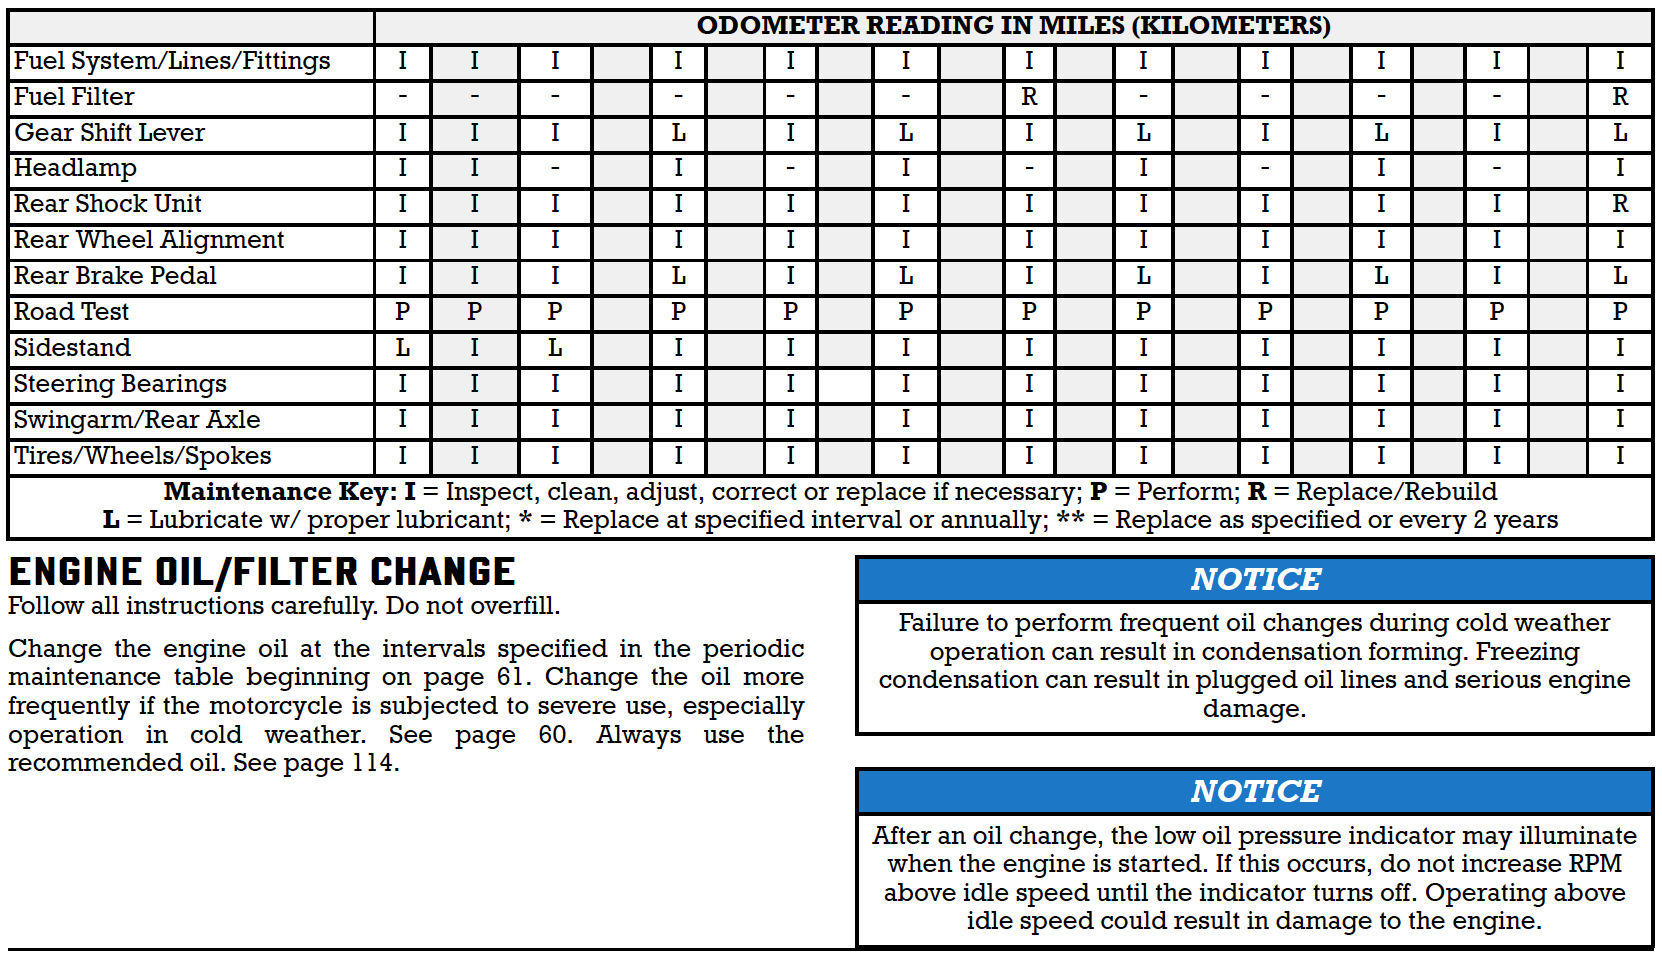 ODOMETER READING IN MILES (KILOMETERS)
Fuel System/Lines/Fittings I I I I I I I I I I I I
Fuel Filter - - - - - - R - - - - R
Gear Shift Lever I I I L I L I L I L I L
Headlamp I I - I - I - I - I - I
Rear Shock Unit I I I I I I I I I I I R
Rear Wheel Alignment I I I I I I I I I I I I
Rear Brake Pedal I I I L I L I L I L I L
Road Test P P P P P P P P P P P P
Sidestand L I L I I I I I I I I I
Steering Bearings I I I I I I I I I I I I
Swingarm/Rear Axle I I I I I I I I I I I I
Tires/Wheels/Spokes I I I I I I I I I I I I
Maintenance Key: I = Inspect, clean, adjust, correct or replace if necessary; P = Perform; R = Replace/Rebuild
L = Lubricate w/ proper lubricant; * = Replace at specified interval or annually; ** = Replace as specified or every 2 years
ENGINE OIL/FILTER CHANGE
Follow all instructions carefully. Do not overfill.
Change the engine oil at the intervals specified in the periodic
maintenance table beginning on page 61. Change the oil more
frequently if the motorcycle is subjected to severe use, especially
operation in cold weather. See page 60. Always use the
recommended oil. See page 114.
NOTICE
Failure to perform frequent oil changes during cold weather
operation can result in condensation forming. Freezing
condensation can result in plugged oil lines and serious engine
damage.
NOTICE
After an oil change, the low oil pressure indicator may illuminate
when the engine is started. If this occurs, do not increase RPM
above idle speed until the indicator turns off. Operating above
idle speed could result in damage to the engine.